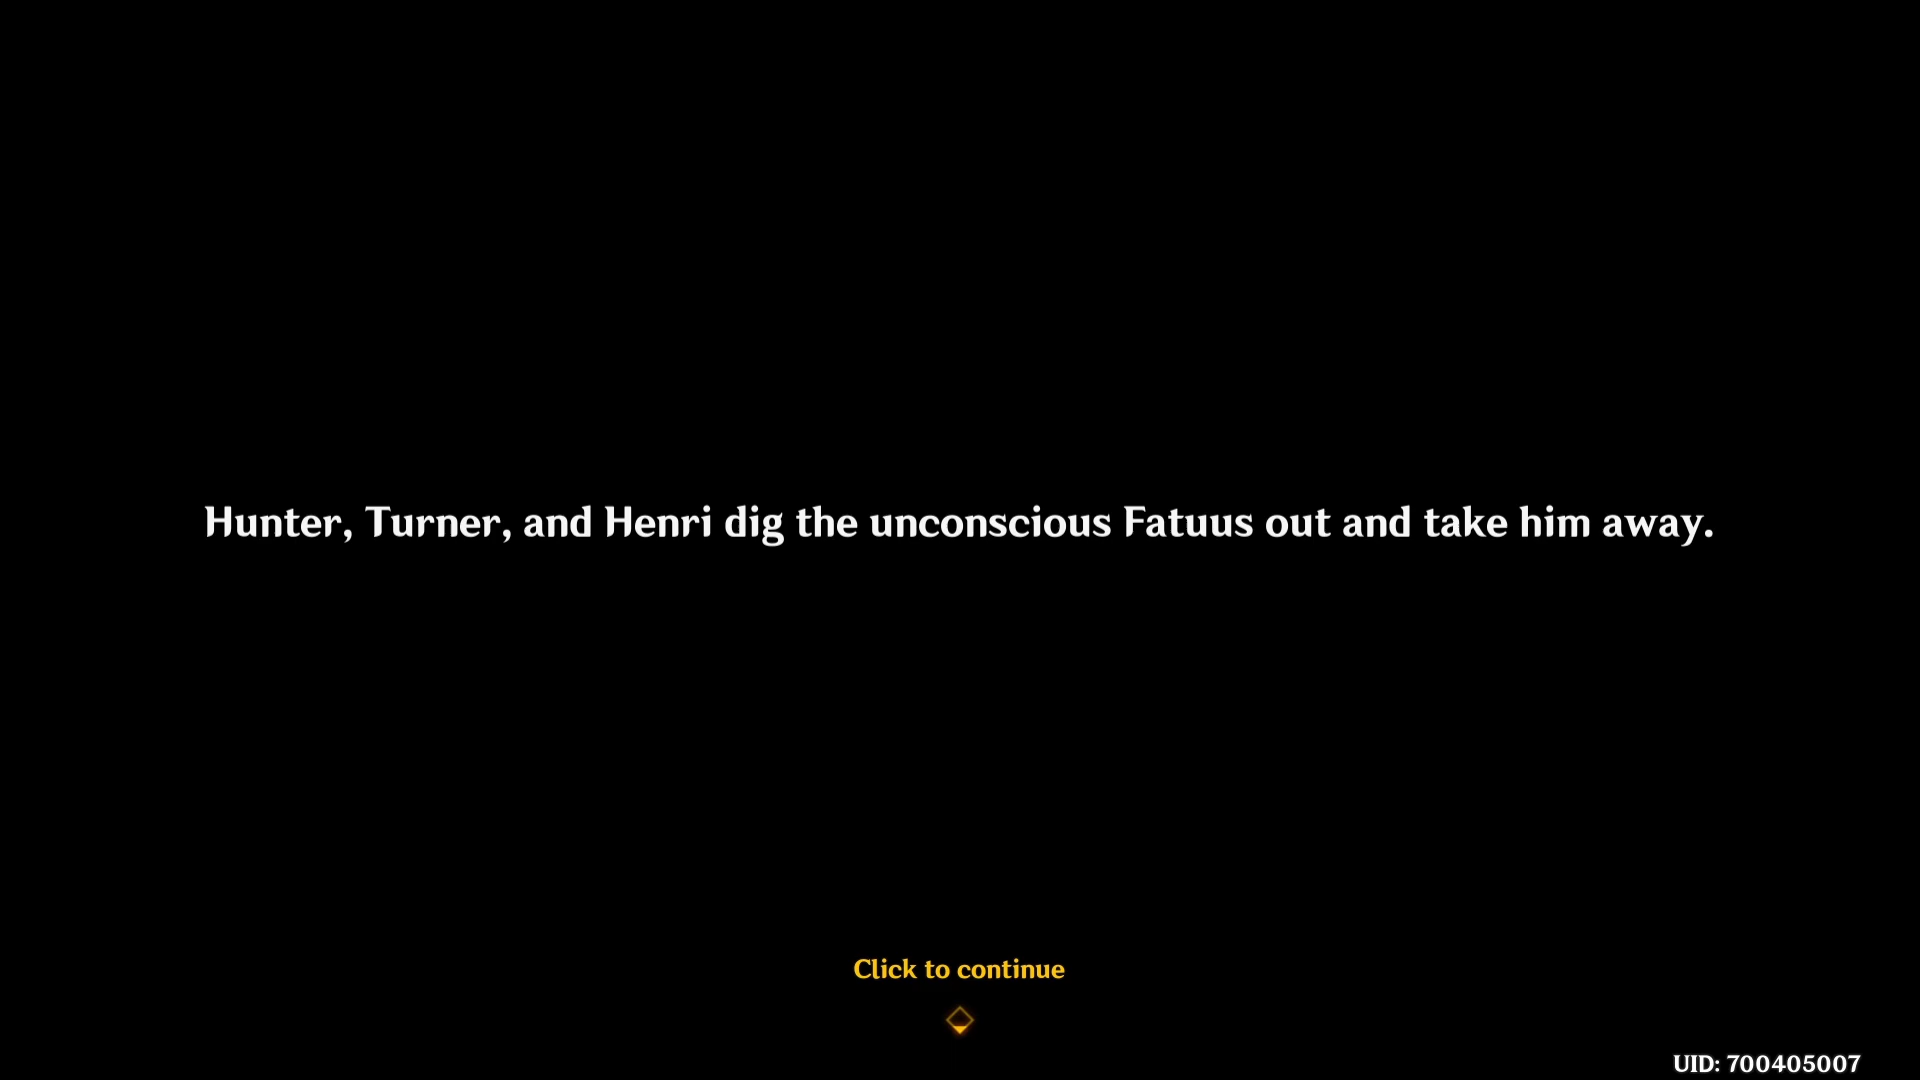 Hunter, Turner, and Henri dig the unconscious Fatuus out and take him away.
Click to continue
UID: 700405007